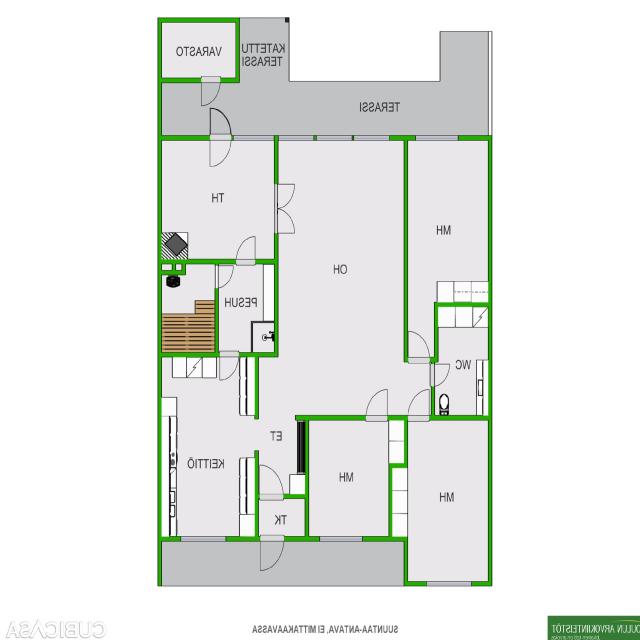 VARASTO
KATETTU
TERASSI
TERASSI
TH
MH
OH
PESUH
WC
ET
KEITTIÖ
MH
MH
TK
SUUNTAA-ANTAVA, EI MITTAKAAVASSA
CUBICASA
OULUN ARVOKIINTEISTÖT